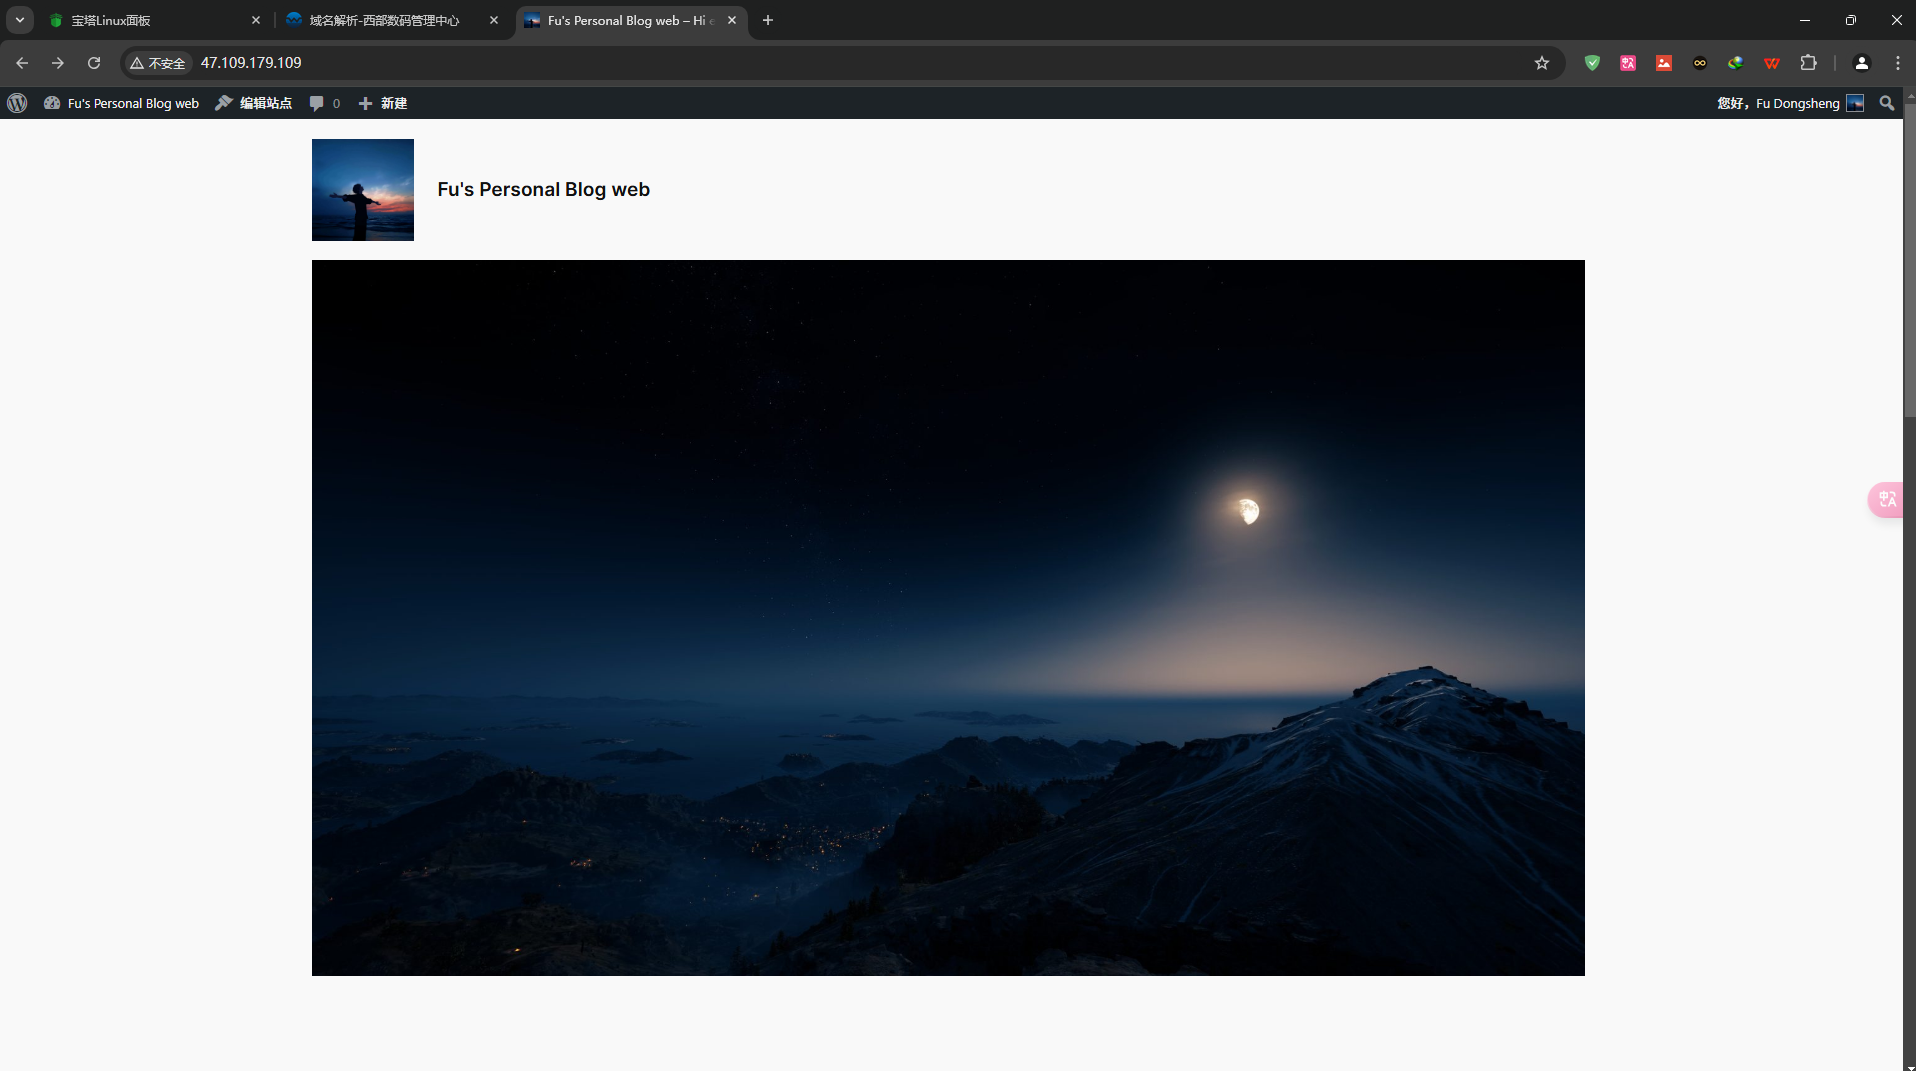 宝塔Linux面板
域名解析-西部数码管理中心
Fu's Personal Blog web – Hi e
不安全
47.109.179.109
Fu's Personal Blog web
编辑站点
0
新建
您好，Fu Dongsheng
Fu's Personal Blog web